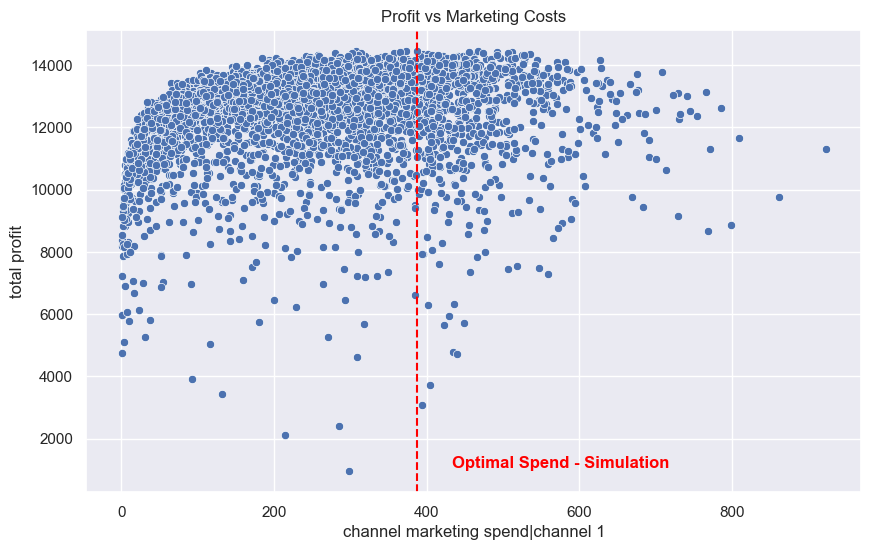 Profit vs Marketing Costs
14000
12000
10000
8000
6000
4000
2000
total profit
Optimal Spend - Simulation
0 200 400 600 800
channel marketing spend|channel 1